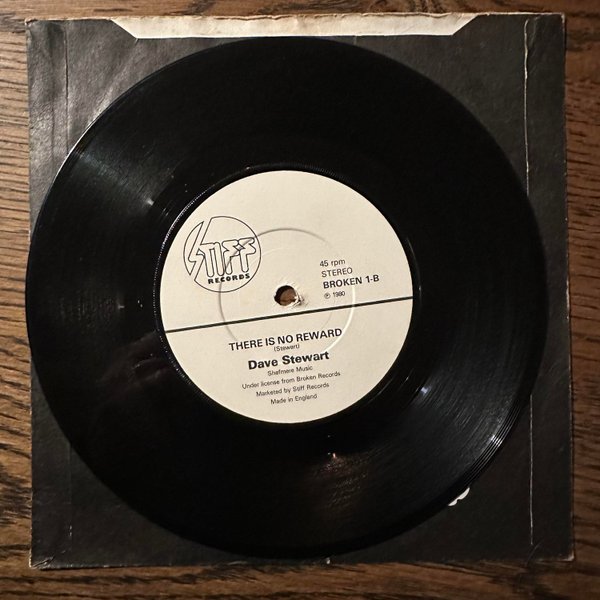 STIFF
RECORDS
45 rpm
STEREO
BROKEN 1-B
℗ 1980
THERE IS NO REWARD
(Stewart)
Dave Stewart
Shefmere Music
Under license from Broken Records
Marketed by Stiff Records
Made in England